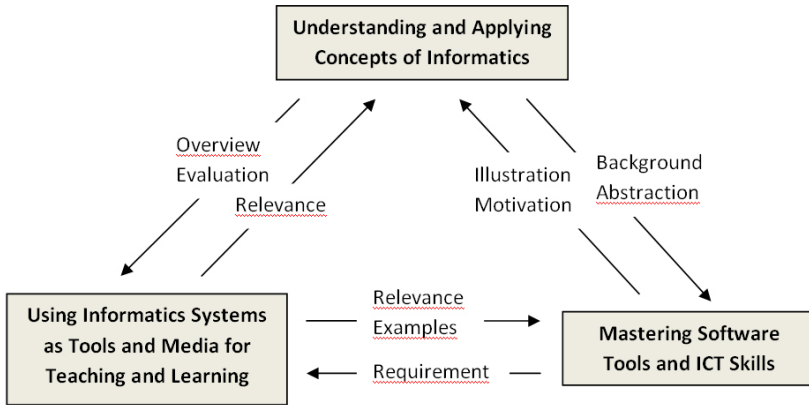 Understanding and Applying
Concepts of Informatics
Overview
Evaluation
Relevance
Illustration
Motivation
Background
Abstraction
Using Informatics Systems
as Tools and Media for
Teaching and Learning
Relevance
Examples
Requirement
Mastering Software
Tools and ICT Skills